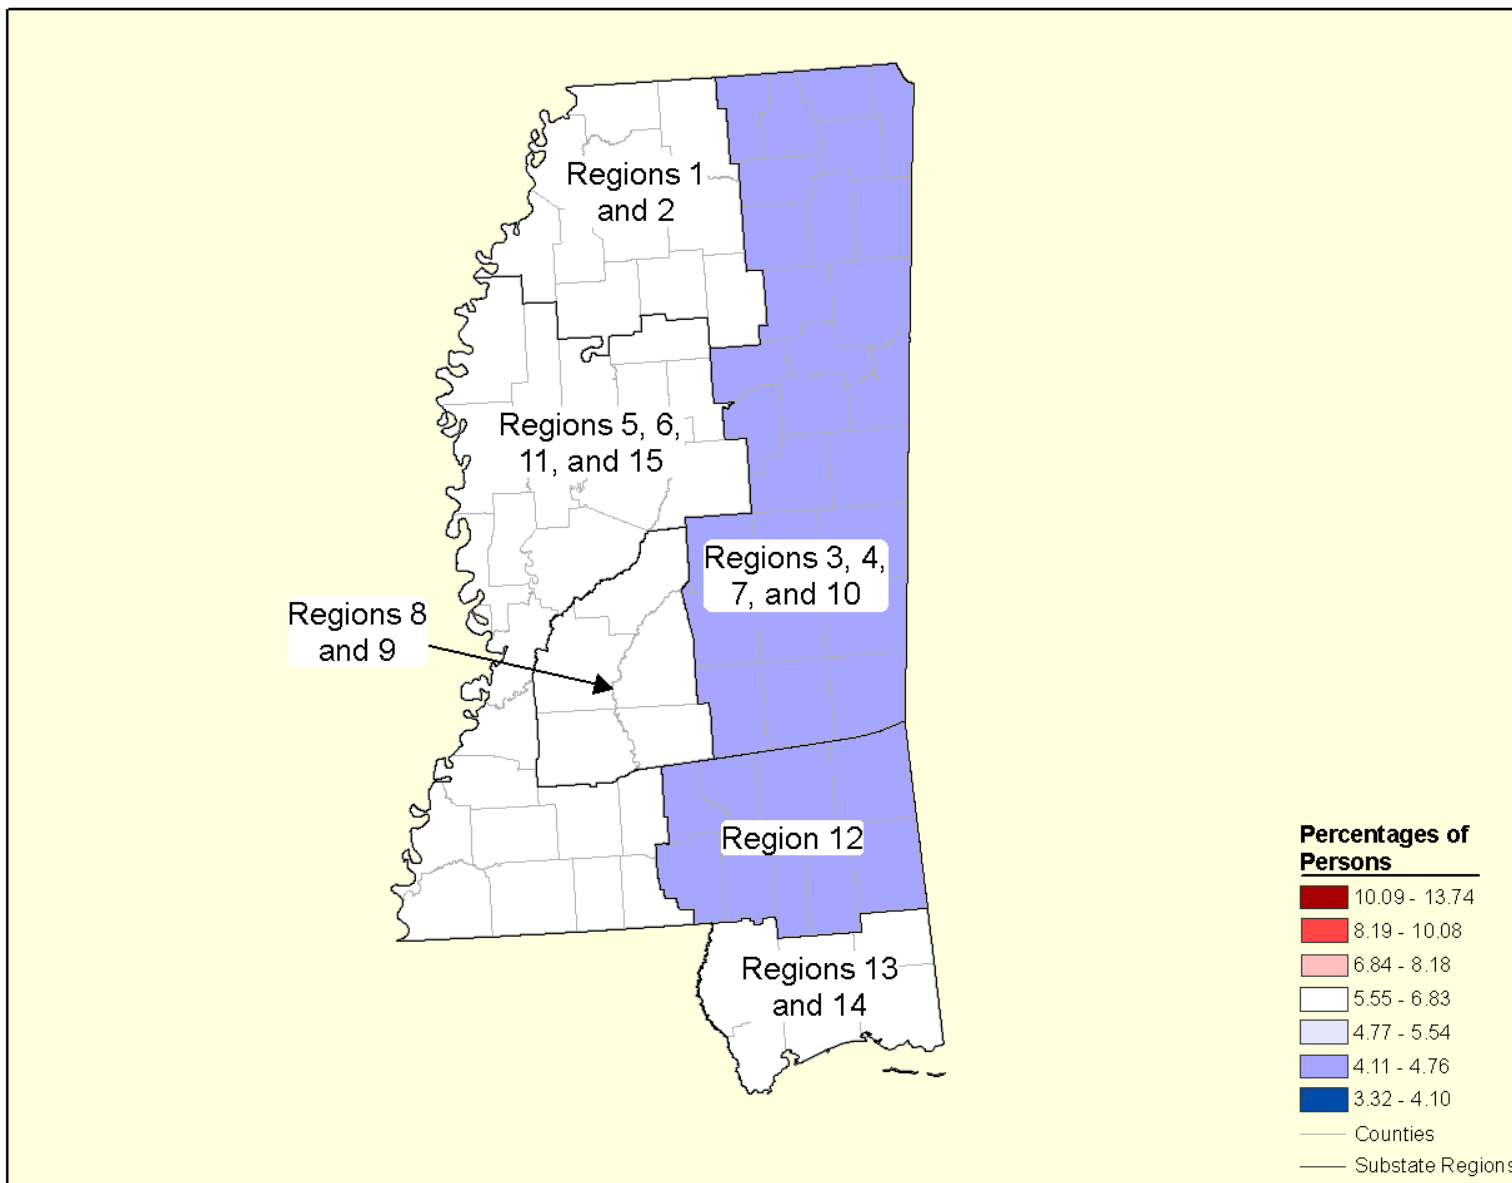 Regions 1
and 2
Regions 5, 6,
11, and 15
Regions 3, 4,
7, and 10
Regions 8
and 9
Region 12
Regions 13
and 14
Percentages of
Persons
10.09 - 13.74
8.19 - 10.08
6.84 - 8.18
5.55 - 6.83
4.77 - 5.54
4.11 - 4.76
3.32 - 4.10
Counties
Substate Regions